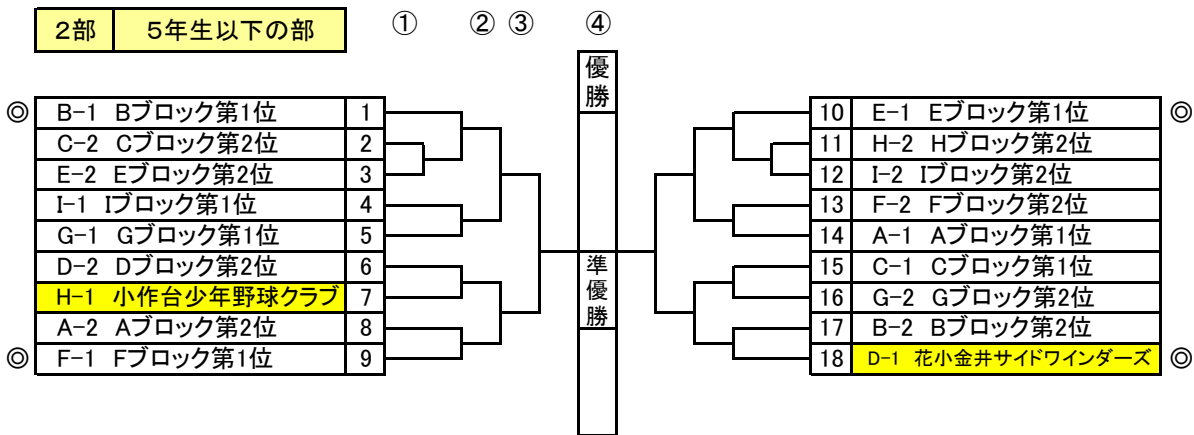 2部 5年生以下の部 ① ② ③ ④
優勝
◎ B-1 Bブロック第1位 1
C-2 Cブロック第2位 2
E-2 Eブロック第2位 3
I-1 Iブロック第1位 4
G-1 Gブロック第1位 5
D-2 Dブロック第2位 6
H-1 小作台少年野球クラブ 7
A-2 Aブロック第2位 8
◎ F-1 Fブロック第1位 9
準優勝
10 E-1 Eブロック第1位 ◎
11 H-2 Hブロック第2位
12 I-2 Iブロック第2位
13 F-2 Fブロック第2位
14 A-1 Aブロック第1位
15 C-1 Cブロック第1位
16 G-2 Gブロック第2位
17 B-2 Bブロック第2位
18 D-1 花小金井サイドワインダーズ ◎